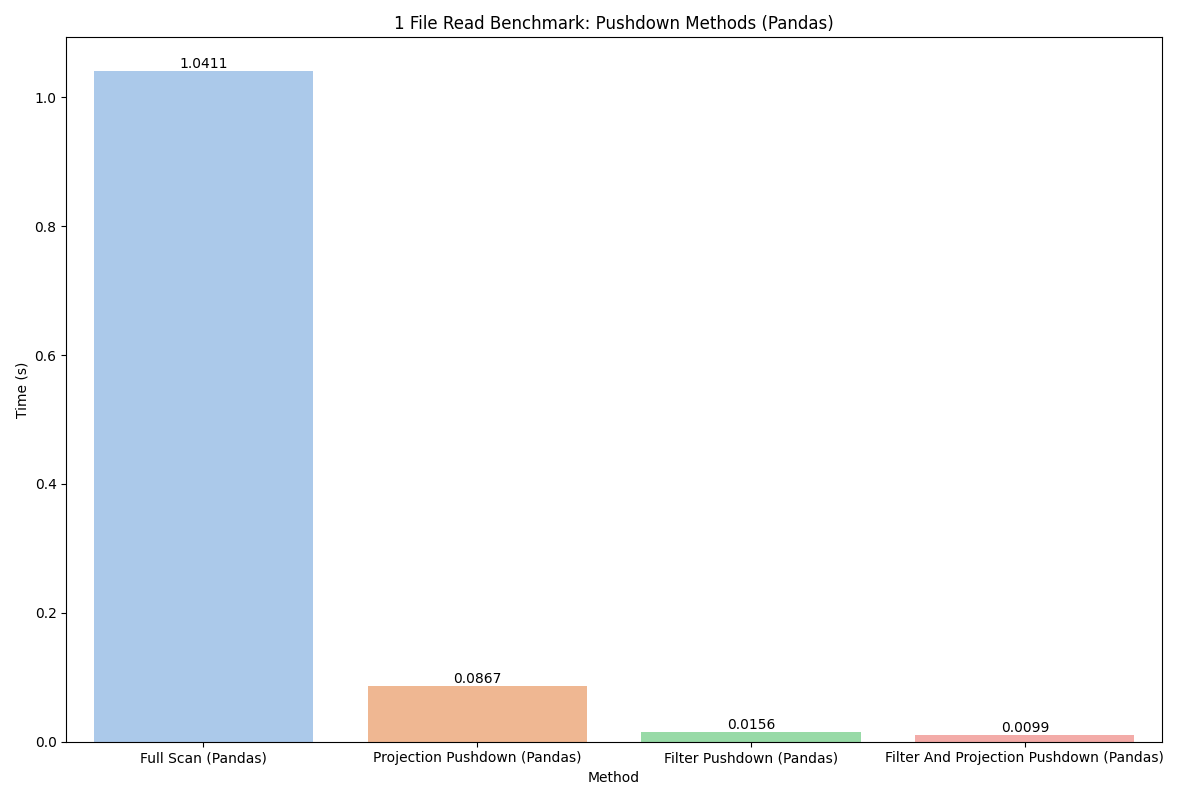 1 File Read Benchmark: Pushdown Methods (Pandas)
1.0411
1.0
0.8
0.6
Time (s)
0.4
0.2
0.0867
0.0156
0.0099
0.0
Full Scan (Pandas)
Projection Pushdown (Pandas)
Filter Pushdown (Pandas)
Filter And Projection Pushdown (Pandas)
Method